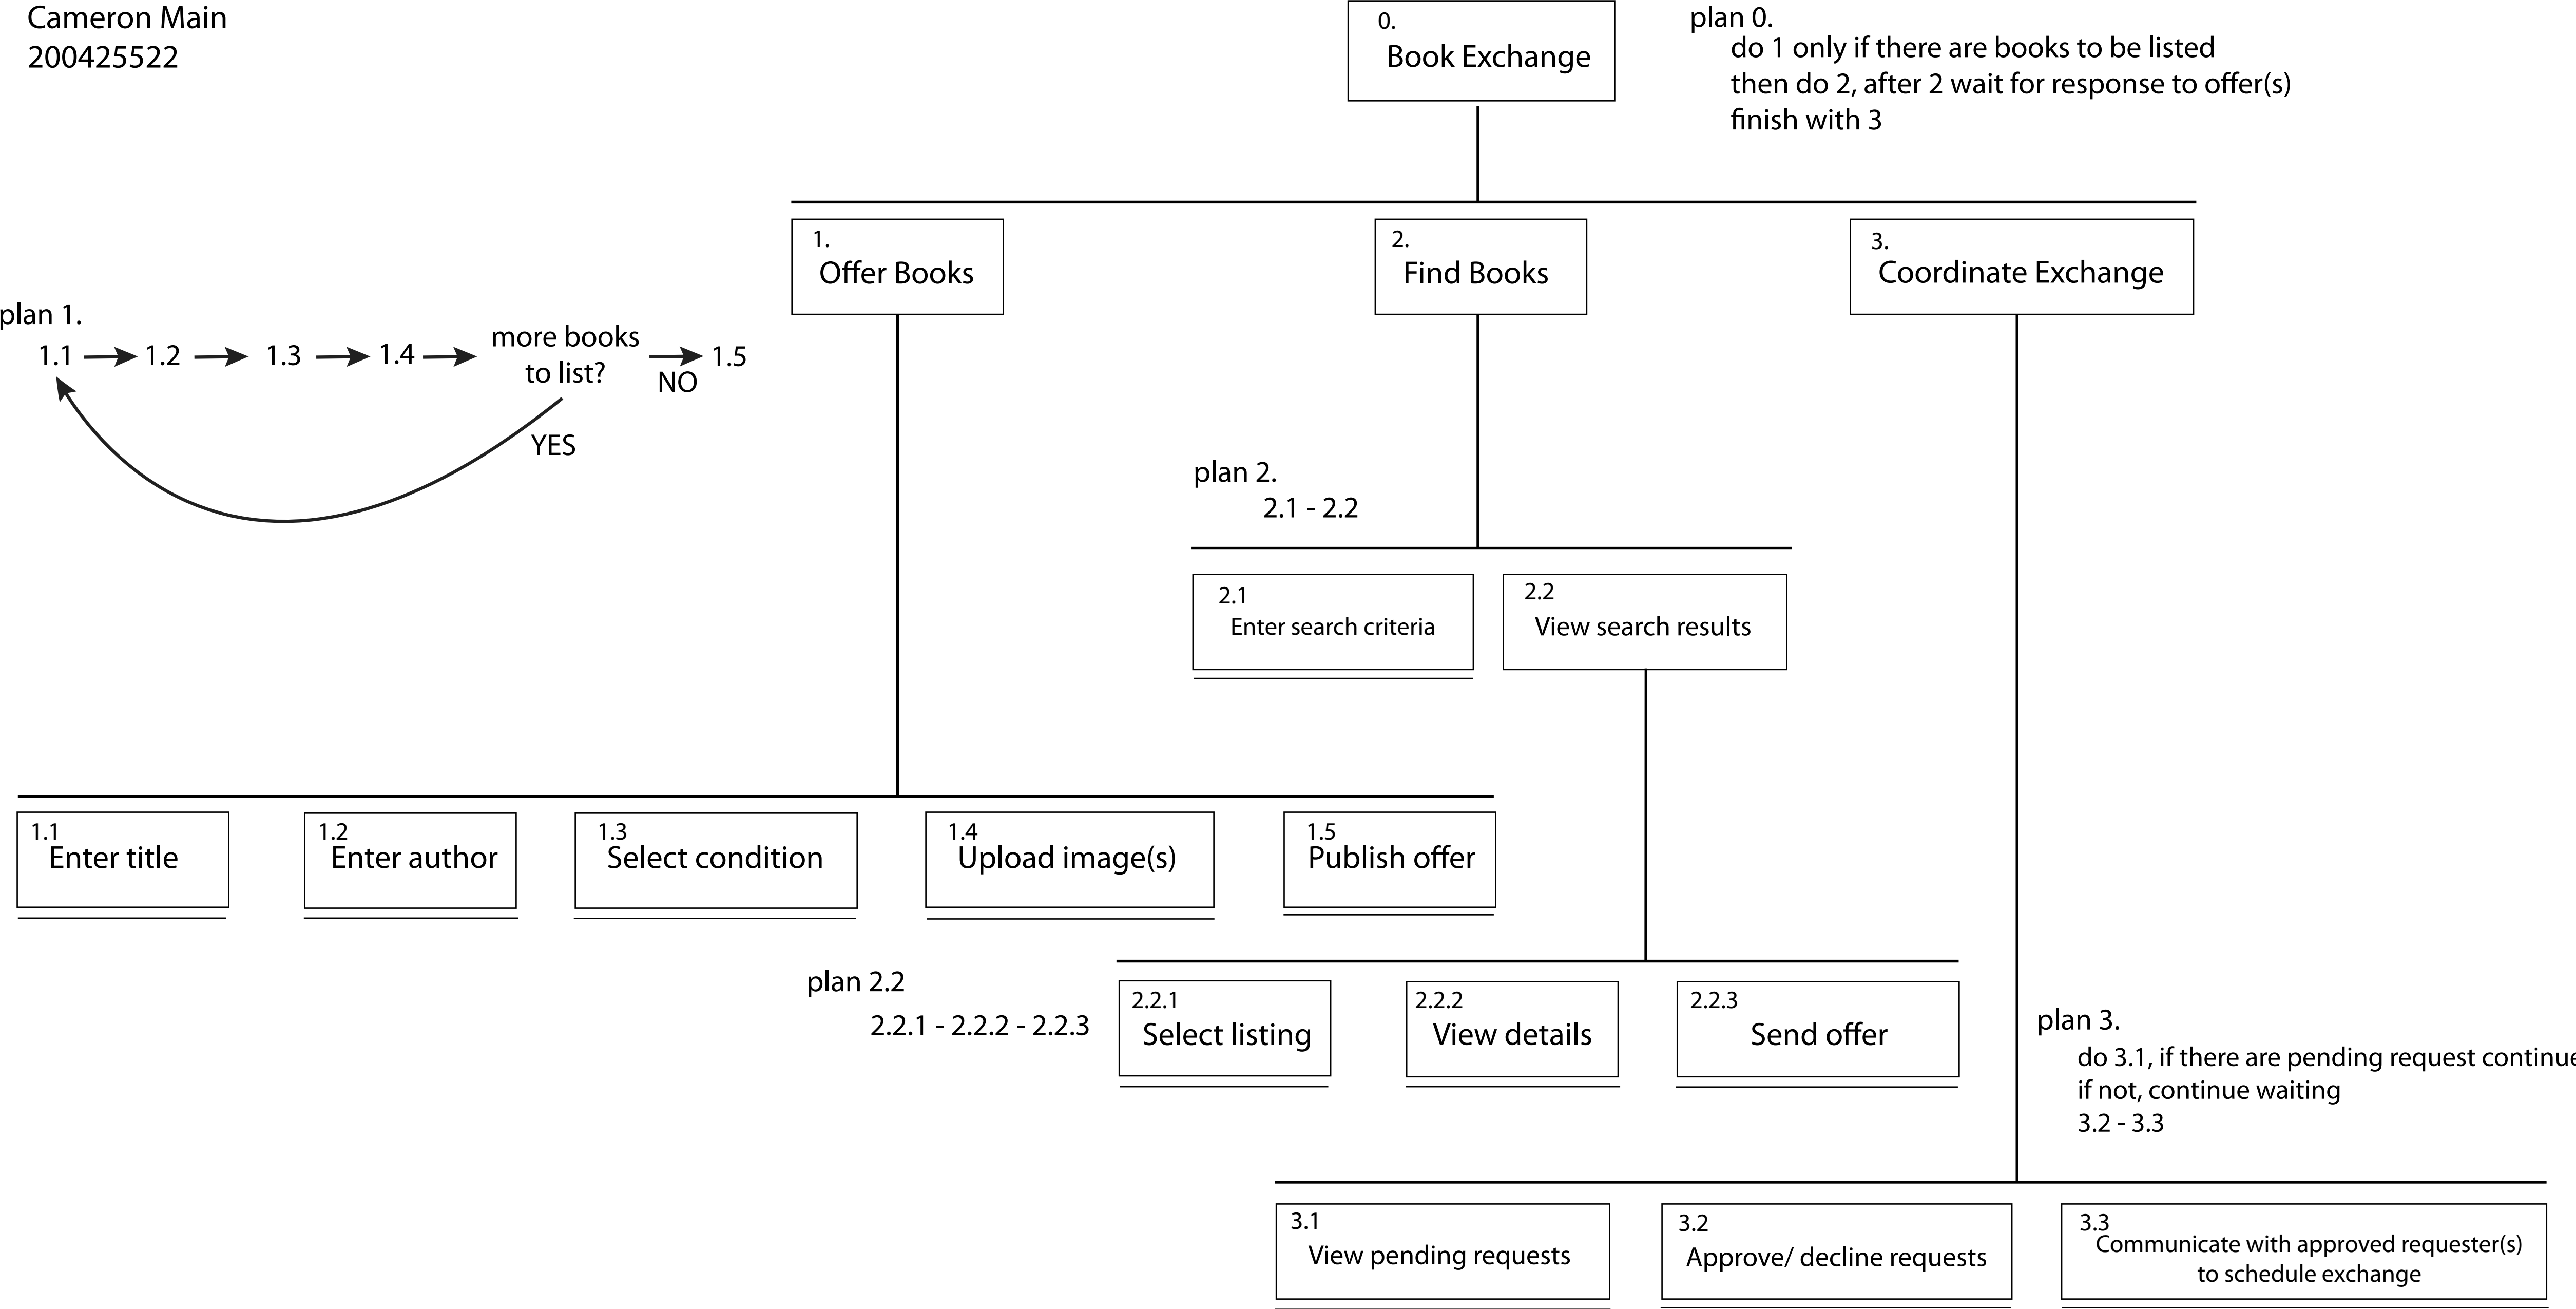 Cameron Main
200425522
0.
Book Exchange
plan 0.
do 1 only if there are books to be listed
then do 2, after 2 wait for response to offer(s)
finish with 3
1.
Offer Books
2.
Find Books
3.
Coordinate Exchange
plan 1.
1.1
1.2
1.3
1.4
more books
to list?
NO
1.5
YES
plan 2.
2.1 - 2.2
2.1
Enter search criteria
2.2
View search results
1.1
Enter title
1.2
Enter author
1.3
Select condition
1.4
Upload image(s)
1.5
Publish offer
plan 2.2
2.2.1 - 2.2.2 - 2.2.3
2.2.1
Select listing
2.2.2
View details
2.2.3
Send offer
plan 3.
do 3.1, if there are pending request continue
if not, continue waiting
3.2 - 3.3
3.1
View pending requests
3.2
Approve/ decline requests
3.3
Communicate with approved requester(s)
to schedule exchange